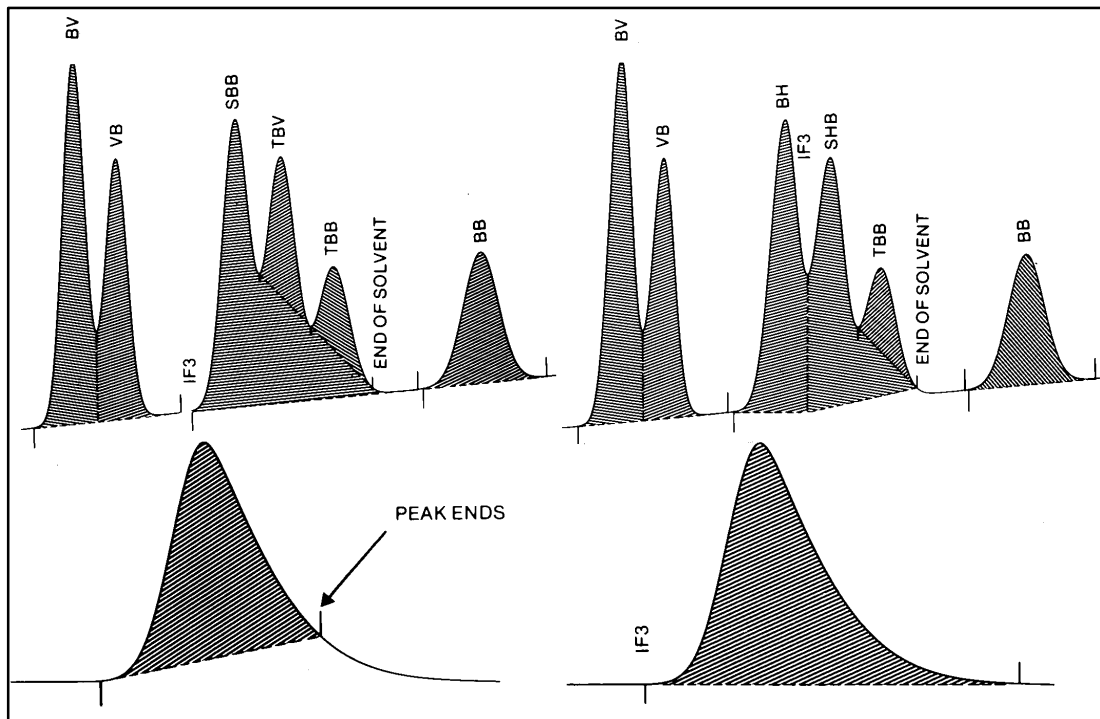 BV
VB
IF3
SBB
TBV
TBB
END OF SOLVENT
BB
BV
VB
BH
IF3
SHB
TBB
END OF SOLVENT
BB
PEAK ENDS
IF3